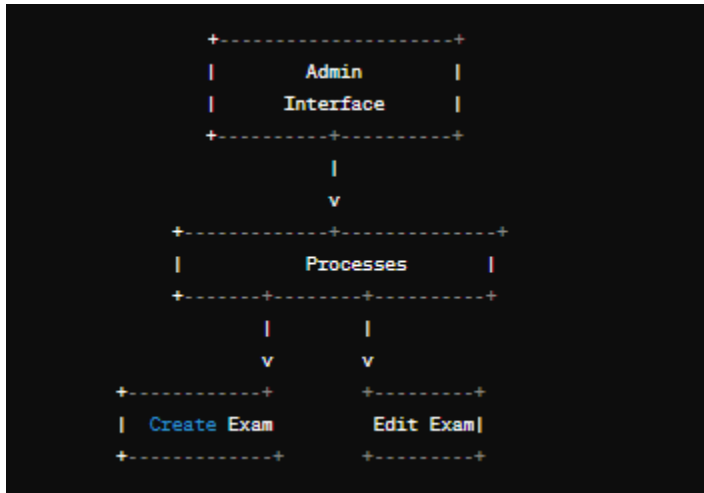 +---------------------+
|        Admin        |
|      Interface      |
+----------+----------+
|
v
+-------------+--------------+
|           Processes       |
+-------+--------+----------+
|        |
v        v
+------------+        +---------+
|  Create Exam        Edit Exam|
+-------------+       +---------+